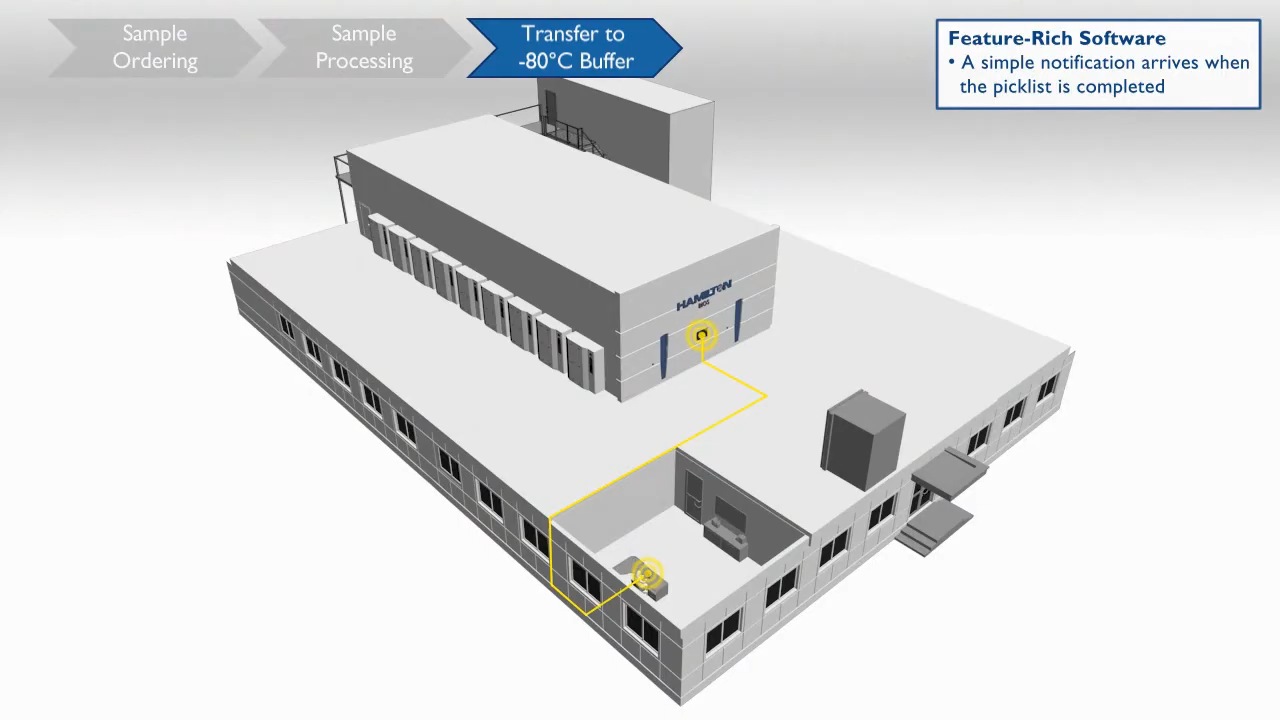 Sample
Ordering
Sample
Processing
Transfer to
-80°C Buffer
Feature-Rich Software
• A simple notification arrives when
the picklist is completed
HAMILTON